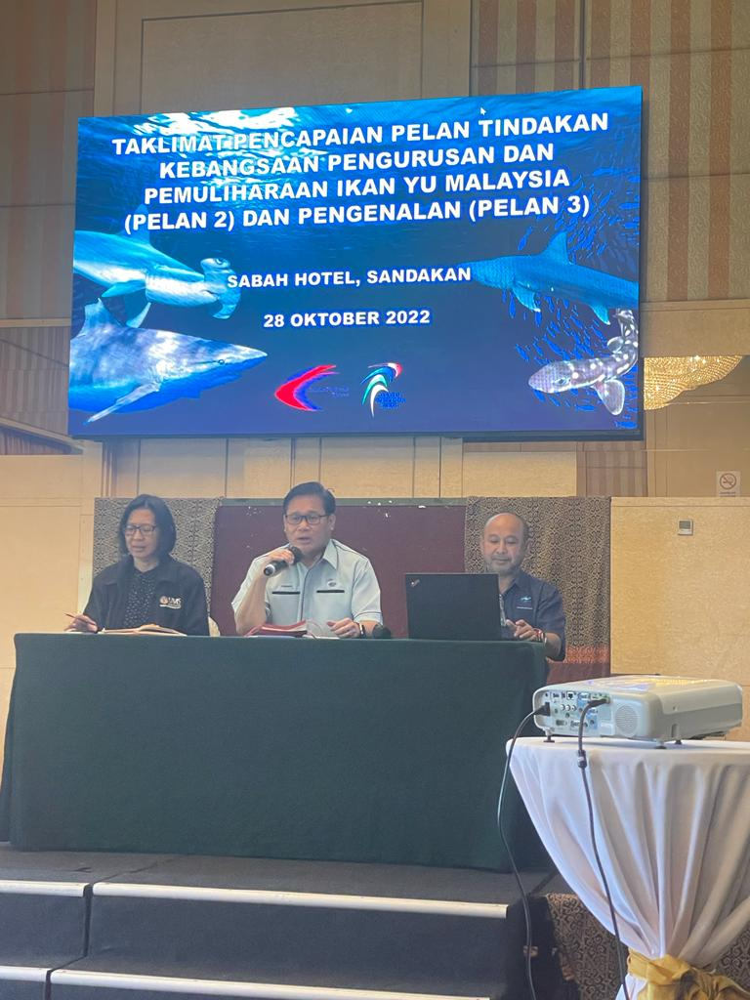 TAKLIMAT PENCAPAIAN PELAN TINDAKAN
KEBANGSAAN PENGURUSAN DAN
PEMULIHARAAN IKAN YU MALAYSIA
(PELAN 2) DAN PENGENALAN (PELAN 3)
SABAH HOTEL, SANDAKAN
28 OKTOBER 2022
UMS